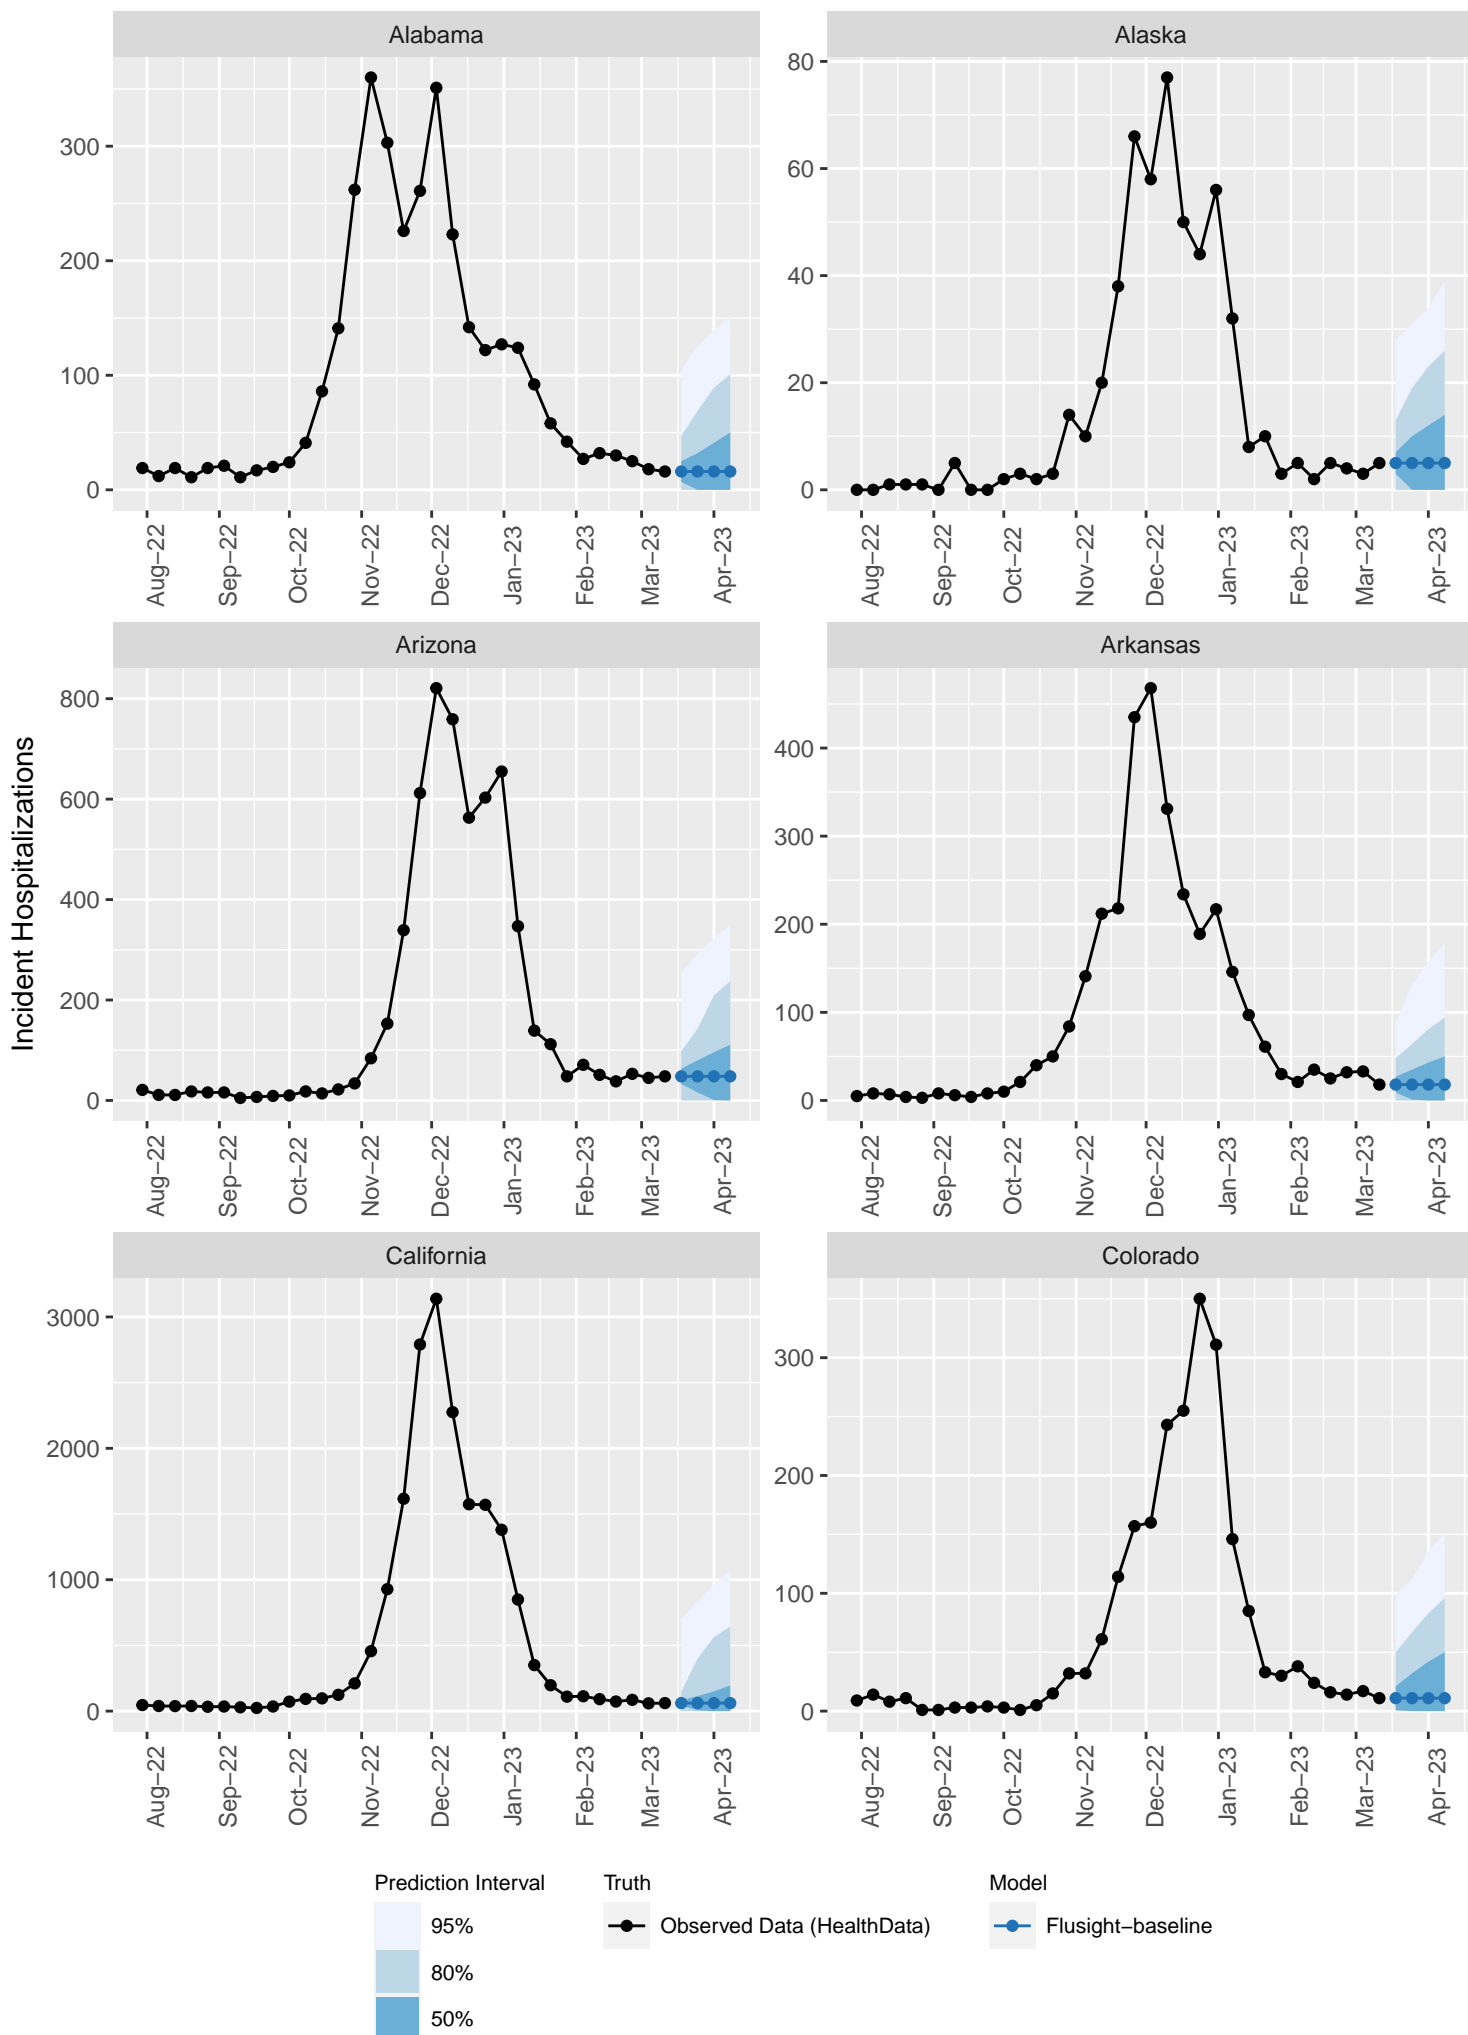 Alabama
Alaska
0
100
200
300
0
20
40
60
80
Aug−22
Sep−22
Oct−22
Nov−22
Dec−22
Jan−23
Feb−23
Mar−23
Apr−23
Aug−22
Sep−22
Oct−22
Nov−22
Dec−22
Jan−23
Feb−23
Mar−23
Apr−23
Arizona
Arkansas
Incident Hospitalizations
0
200
400
600
800
0
100
200
300
400
Aug−22
Sep−22
Oct−22
Nov−22
Dec−22
Jan−23
Feb−23
Mar−23
Apr−23
Aug−22
Sep−22
Oct−22
Nov−22
Dec−22
Jan−23
Feb−23
Mar−23
Apr−23
California
Colorado
0
1000
2000
3000
0
100
200
300
Aug−22
Sep−22
Oct−22
Nov−22
Dec−22
Jan−23
Feb−23
Mar−23
Apr−23
Aug−22
Sep−22
Oct−22
Nov−22
Dec−22
Jan−23
Feb−23
Mar−23
Apr−23
Prediction Interval
95%
80%
50%
Truth
Observed Data (HealthData)
Model
Flusight−baseline